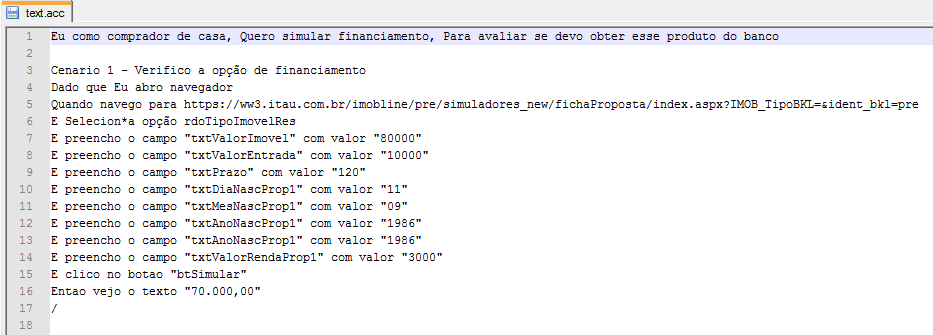 text.acc
1 Eu como comprador de casa, Quero simular financiamento, Para avaliar se devo obter esse produto do banco
2
3 Cenario 1 - Verifico a opção de financiamento
4 Dado que Eu abro navegador
5 Quando navego para https://ww3.itau.com.br/imobline/pre/simuladores_new/fichaProposta/index.aspx?IMOB_TipoBKL=&ident_bkl=pre
6 E Selecion*a opção rdoTipoImovelRes
7 E preencho o campo "txtValorImovel" com valor "80000"
8 E preencho o campo "txtValorEntrada" com valor "10000"
9 E preencho o campo "txtPrazo" com valor "120"
10 E preencho o campo "txtDiaNascProp1" com valor "11"
11 E preencho o campo "txtMesNascProp1" com valor "09"
12 E preencho o campo "txtAnoNascProp1" com valor "1986"
13 E preencho o campo "txtAnoNascProp1" com valor "1986"
14 E preencho o campo "txtValorRendaProp1" com valor "3000"
15 E clico no botao "btSimular"
16 Entao vejo o texto "70.000,00"
17 /
18